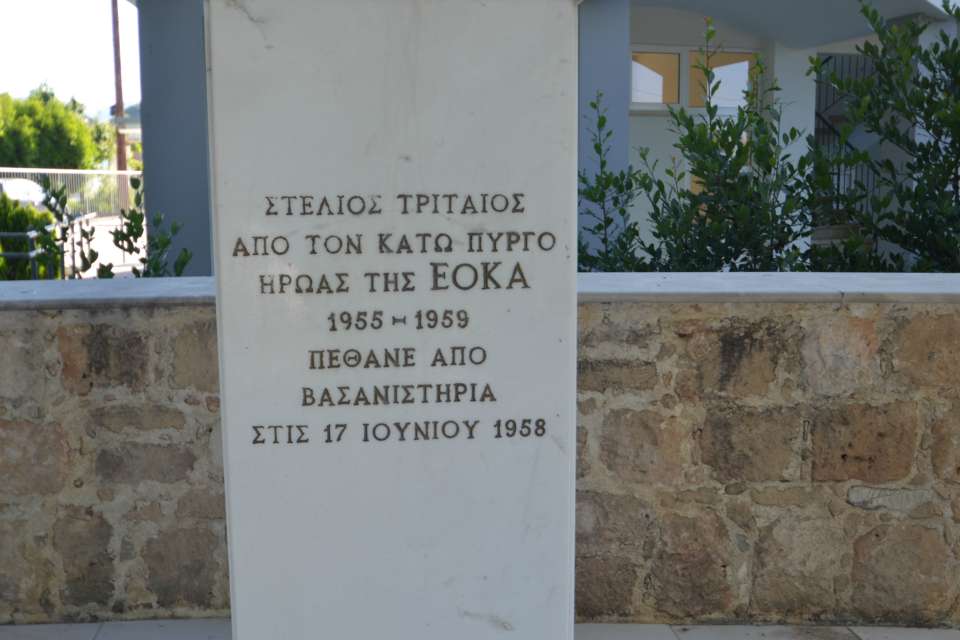 ΣΤΕΛΙΟΣ ΤΡΙΤΑΙΟΣ
ΑΠΟ ΤΟΝ ΚΑΤΩ ΠΥΡΓΟ
ΗΡΩΑΣ ΤΗΣ ΕΟΚΑ
1955 - 1959
ΠΕΘΑΝΕ ΑΠΟ
ΒΑΣΑΝΙΣΤΗΡΙΑ
ΣΤΙΣ 17 ΙΟΥΝΙΟΥ 1958